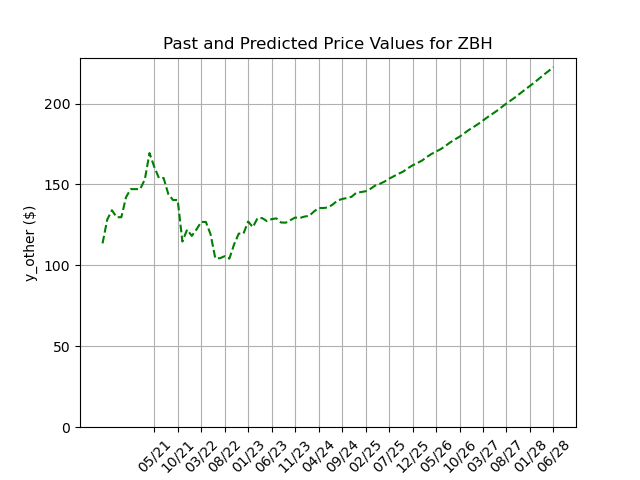 Past and Predicted Price Values for ZBH
y_other ($)
200
150
100
50
0
05/21 10/21 03/22 08/22 01/23 06/23 11/23 04/24 09/24 02/25 07/25 12/25 05/26 10/26 03/27 08/27 01/28 06/28